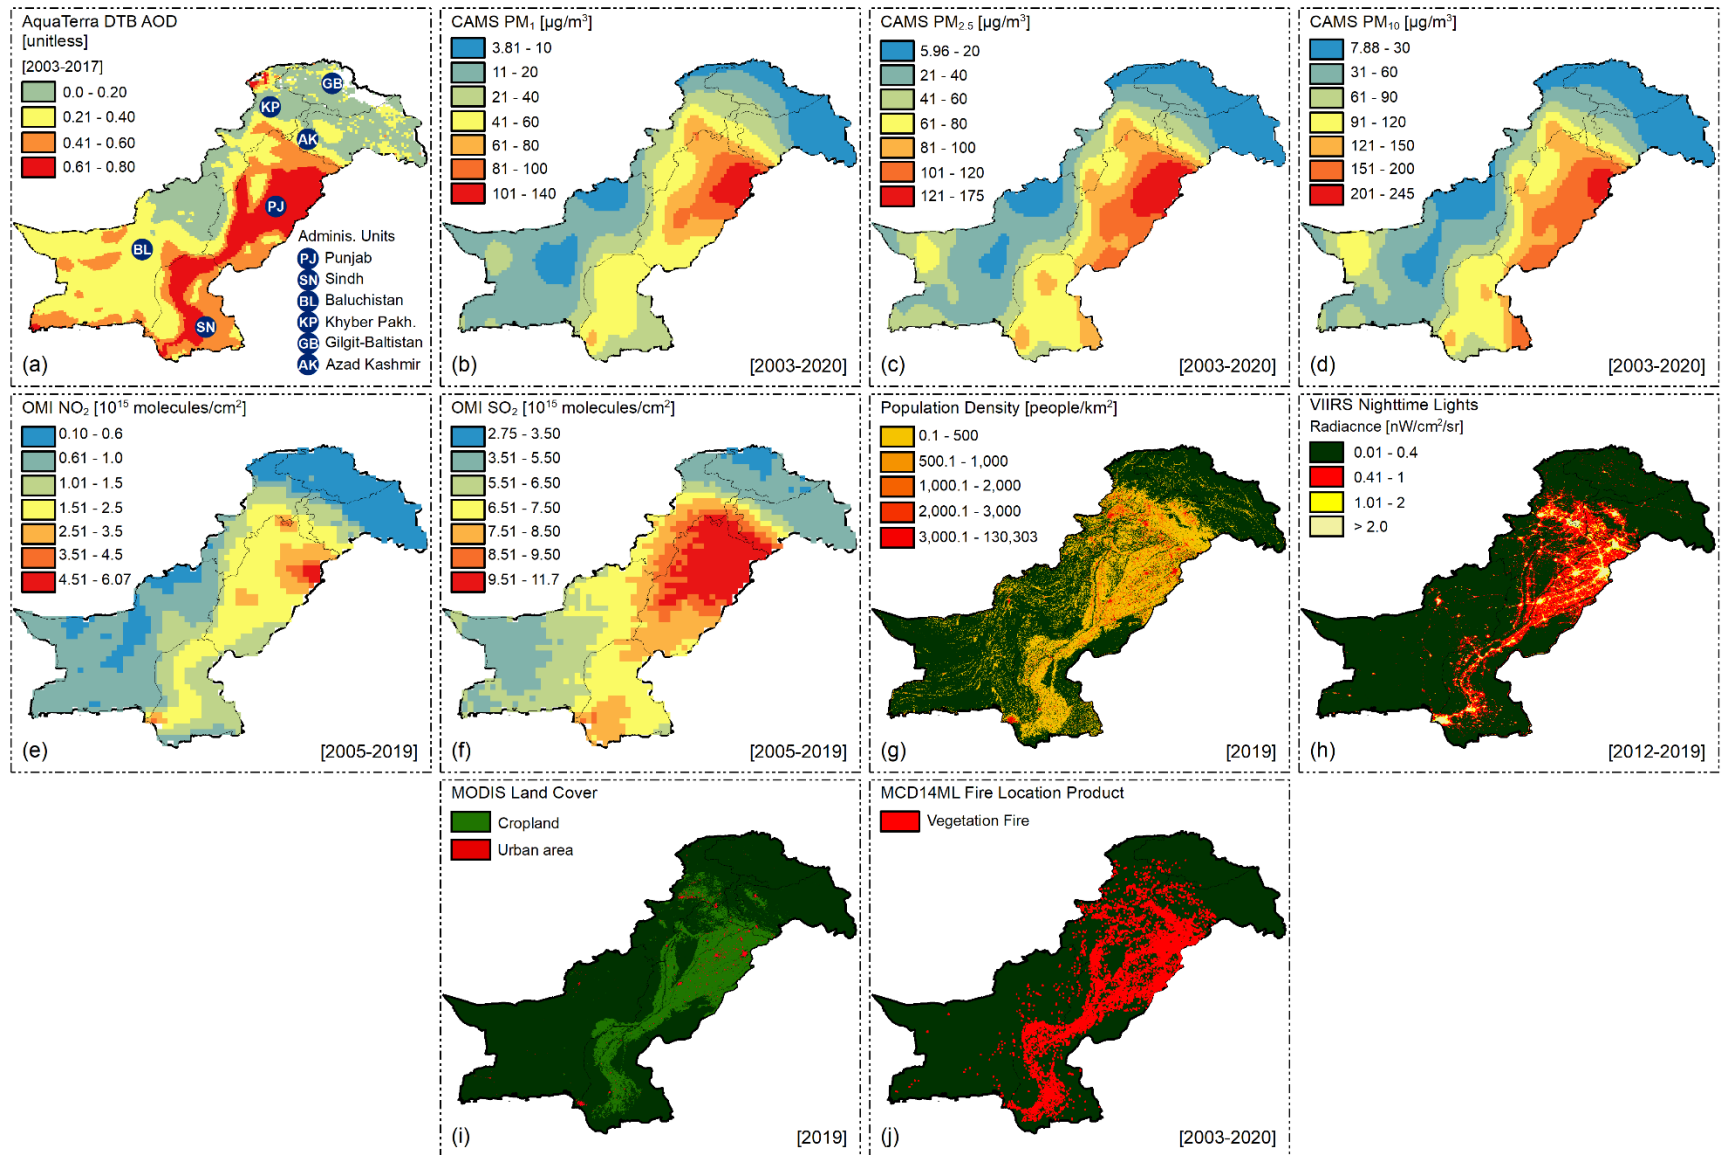 AquaTerra DTB AOD
[unitless]
[2003-2017]
0.0 - 0.20
0.21 - 0.40
0.41 - 0.60
0.61 - 0.80
GB
KP
AK
PJ
BL
SN
Adminis. Units
PJ Punjab
SN Sindh
BL Baluchistan
KP Khyber Pakh.
GB Gilgit-Baltistan
AK Azad Kashmir
(a)
CAMS PM₁ [µg/m³]
3.81 - 10
11 - 20
21 - 40
41 - 60
61 - 80
81 - 100
101 - 140
(b)
[2003-2020]
CAMS PM₂.₅ [µg/m³]
5.96 - 20
21 - 40
41 - 60
61 - 80
81 - 100
101 - 120
121 - 175
(c)
[2003-2020]
CAMS PM₁₀ [µg/m³]
7.88 - 30
31 - 60
61 - 90
91 - 120
121 - 150
151 - 200
201 - 245
(d)
[2003-2020]
OMI NO₂ [10¹⁵ molecules/cm²]
0.10 - 0.6
0.61 - 1.0
1.01 - 1.5
1.51 - 2.5
2.51 - 3.5
3.51 - 4.5
4.51 - 6.07
(e)
[2005-2019]
OMI SO₂ [10¹⁵ molecules/cm²]
2.75 - 3.50
3.51 - 5.50
5.51 - 6.50
6.51 - 7.50
7.51 - 8.50
8.51 - 9.50
9.51 - 11.7
(f)
[2005-2019]
Population Density [people/km²]
0.1 - 500
500.1 - 1,000
1,000.1 - 2,000
2,000.1 - 3,000
3,000.1 - 130,303
(g)
[2019]
VIIRS Nighttime Lights
Radiacnce [nW/cm²/sr]
0.01 - 0.4
0.41 - 1
1.01 - 2
> 2.0
(h)
[2012-2019]
MODIS Land Cover
Cropland
Urban area
(i)
[2019]
MCD14ML Fire Location Product
Vegetation Fire
(j)
[2003-2020]